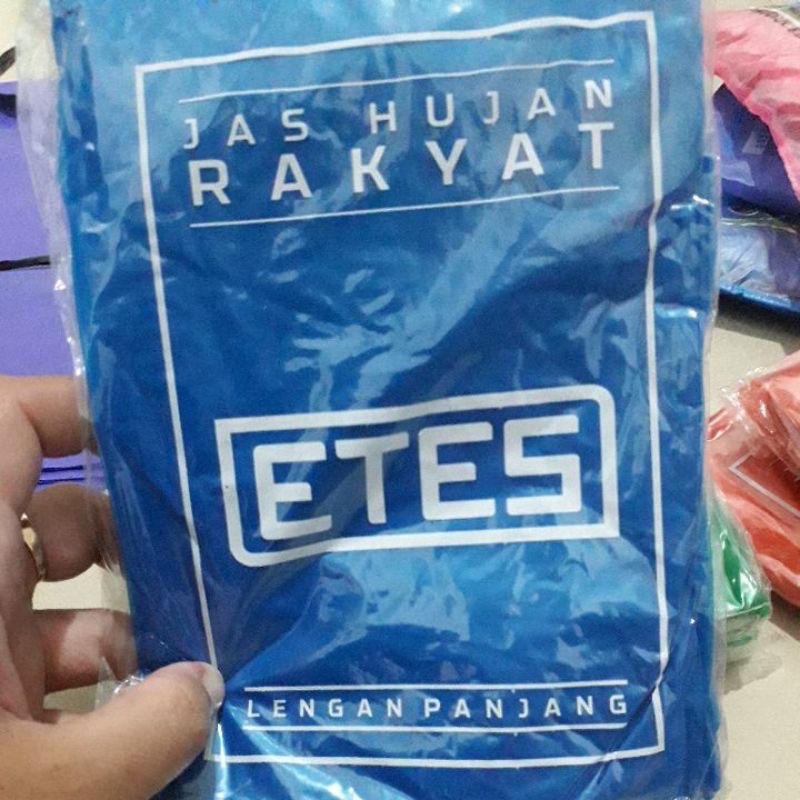 JAS HUJAN
RAKYAT
ETES
LENGAN PANJANG